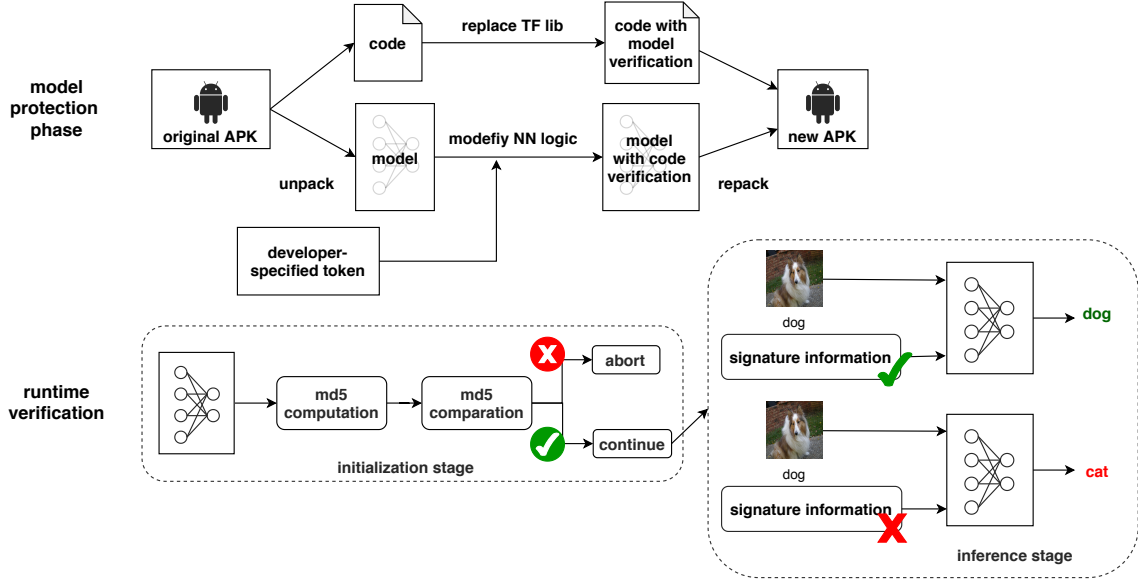 model
protection
phase
original APK
code
replace TF lib
code with
model
verification
unpack
model
modefiy NN logic
model
with code
verification
repack
new APK
developer-
specified token
runtime
verification
md5
computation
md5
comparation
abort
continue
initialization stage
dog
signature information
dog
dog
signature information
cat
inference stage